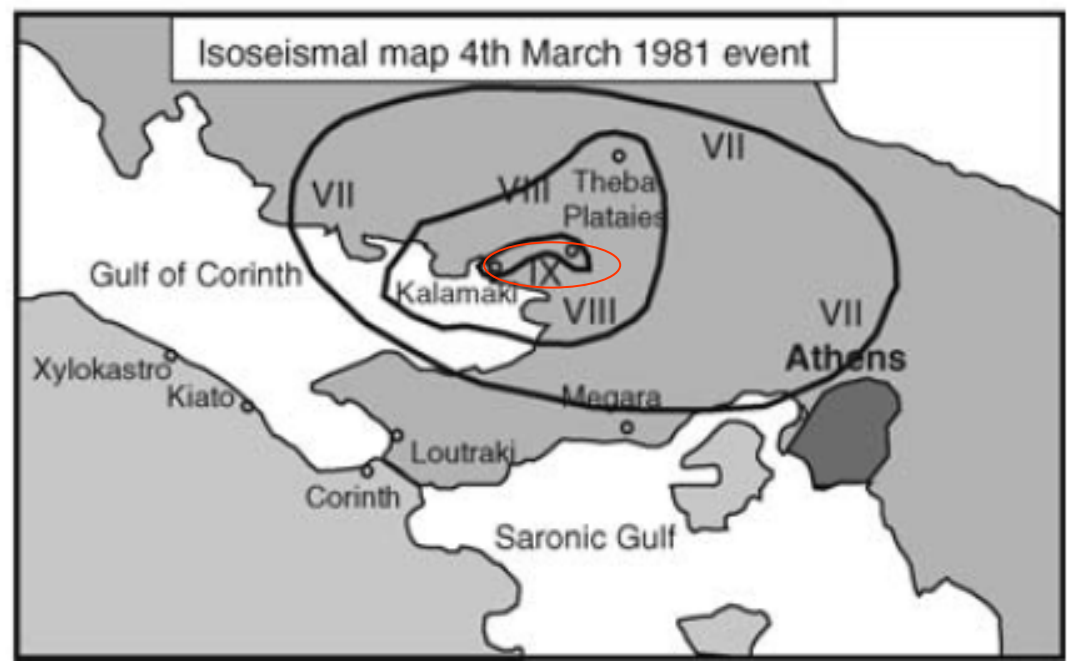 Isoseismal map 4th March 1981 event
VII
VII
VIII
Theba
Plataies
Gulf of Corinth
IX
Kalamaki
VIII
VII
Athens
Xylokastro
Kiato
Megara
Loutraki
Corinth
Saronic Gulf